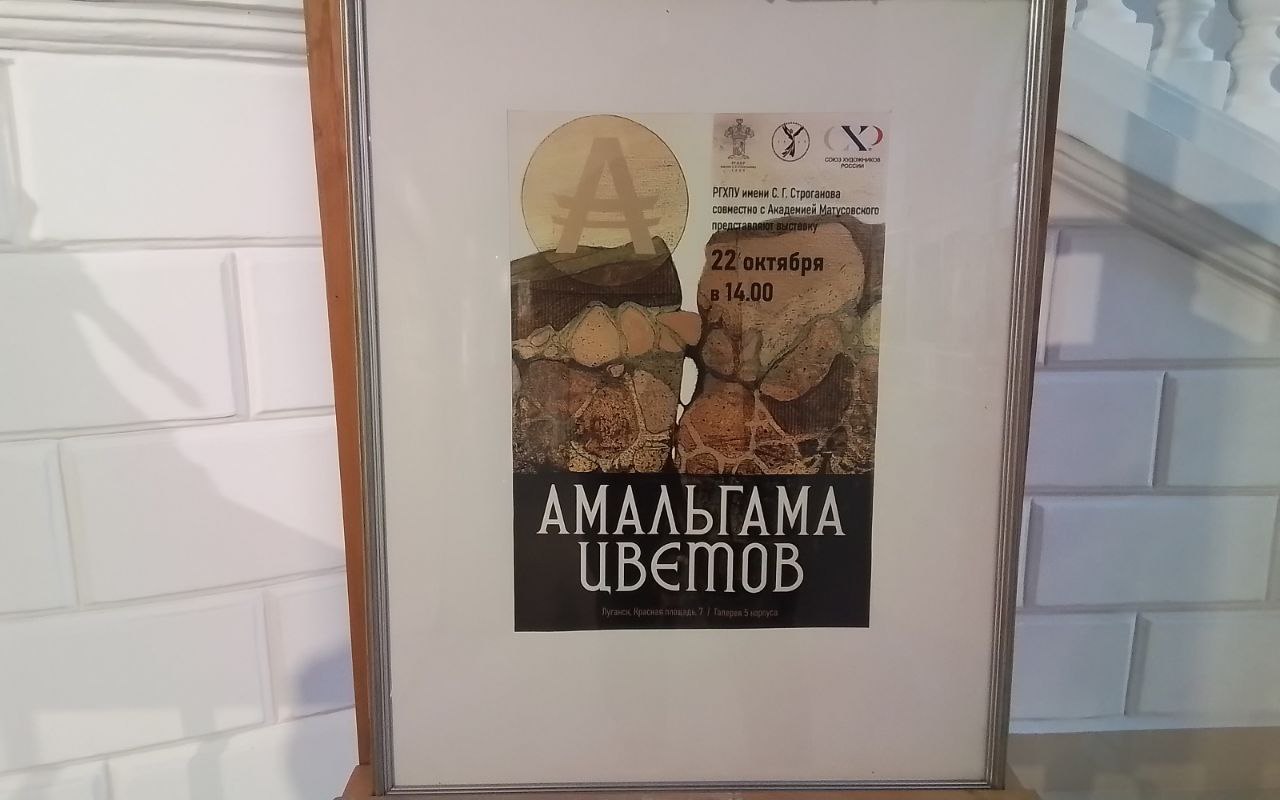 А
СХР
СОЮЗ ХУДОЖНИКОВ
РОССИИ
РГХПУ имени С. Г. Строганова
совместно с Академией Матусовского
представляют выставку
22 октября
в 14.00
АМАЛЬГАМА
ЦВЕТОВ
Луганск, Красная площадь, 7 / Галерея 5 корпуса